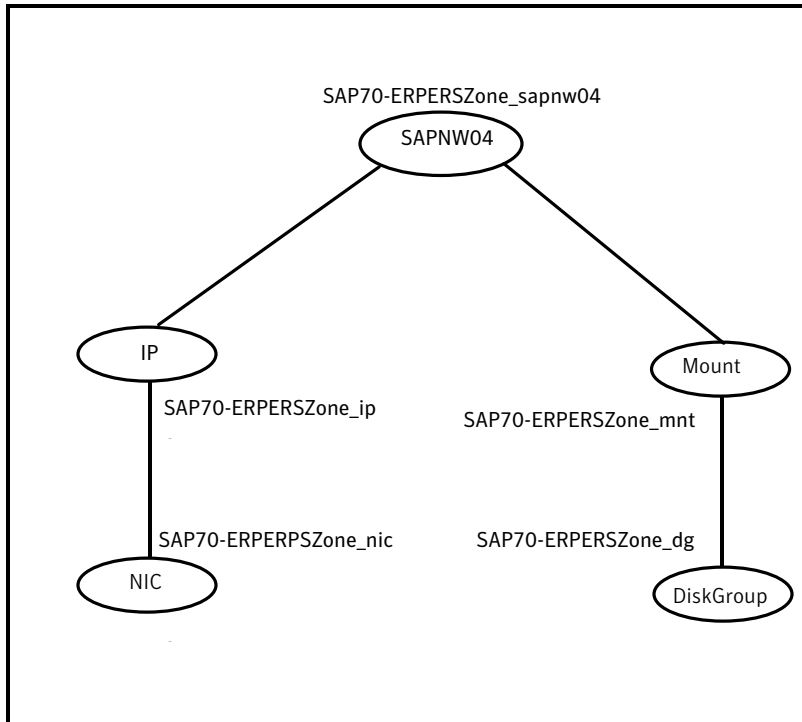 SAP70-ERPERSZone_sapnw04
SAPNW04
IP
Mount
SAP70-ERPERSZone_ip
SAP70-ERPERSZone_mnt
SAP70-ERPERPSZone_nic
SAP70-ERPERSZone_dg
NIC
DiskGroup